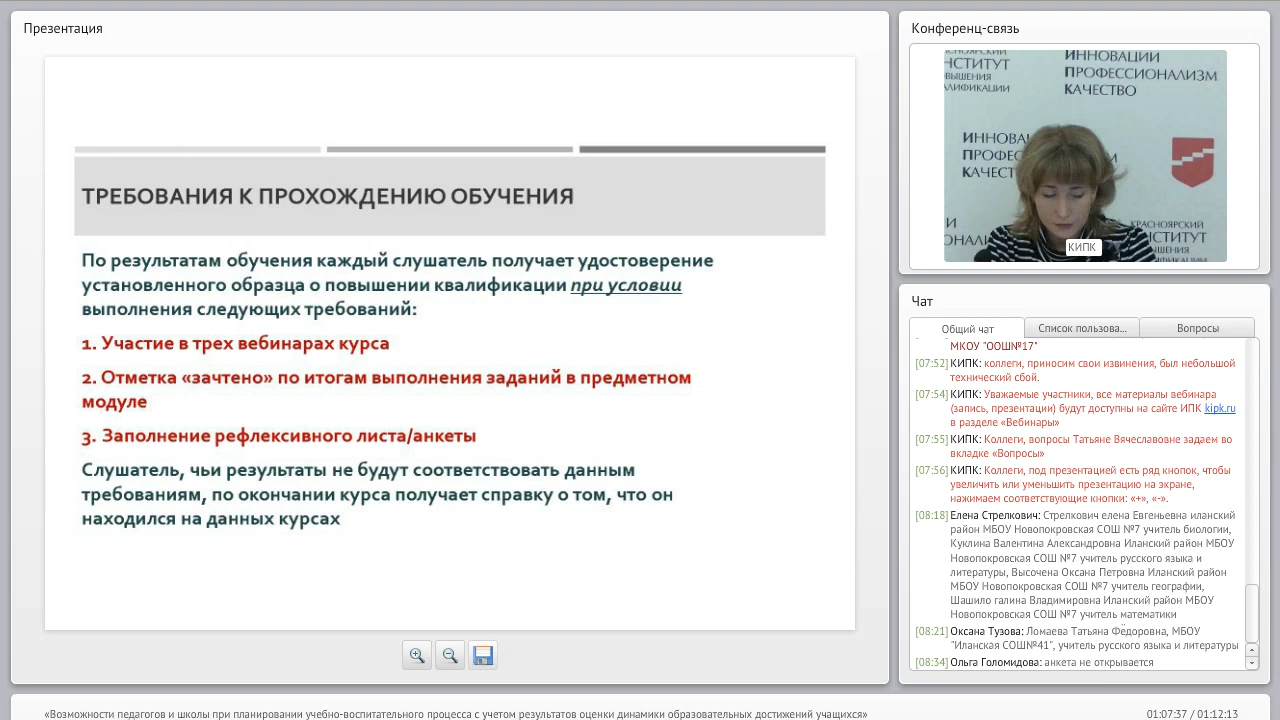 Презентация
ТРЕБОВАНИЯ К ПРОХОЖДЕНИЮ ОБУЧЕНИЯ
По результатам обучения каждый слушатель получает удостоверение
установленного образца о повышении квалификации при условии
выполнения следующих требований:
1. Участие в трех вебинарах курса
2. Отметка «зачтено» по итогам выполнения заданий в предметном
модуле
3. Заполнение рефлексивного листа/анкеты
Слушатель, чьи результаты не будут соответствовать данным
требованиям, по окончании курса получает справку о том, что он
находился на данных курсах
Конференц-связь
ИНСТИТУТ
ИННОВАЦИИ
ПРОФЕССИОНАЛИЗМ
КАЧЕСТВО
КРАСНОЯРСКИЙ
КИПК
Чат
Общий чат
Список пользова...
Вопросы
МКОУ "ООШ№17"
[07:52] КИПК: коллеги, приносим свои извинения, был небольшой
технический сбой.
[07:54] КИПК: Уважаемые участники, все материалы вебинара
(запись, презентации) будут доступны на сайте ИПК kipk.ru
в разделе «Вебинары»
[07:55] КИПК: Коллеги, вопросы Татьяне Вячеславовне задаем во
вкладке «Вопросы»
[07:56] КИПК: Коллеги, под презентацией есть ряд кнопок, чтобы
увеличить или уменьшить презентацию на экране,
нажимаем соответствующие кнопки: «+», «-».
[08:18] Елена Стрелкович: Стрелкович елена Евгеньевна иланский
район МБОУ Новопокровская СОШ №7 учитель биологии,
Куклина Валентина Александровна Иланский район МБОУ
Новопокровская СОШ №7 учитель русского языка и
литературы, Высочена Оксана Петровна Иланский район
МБОУ Новопокровская СОШ №7 учитель географии,
Шашило галина Владимировна Иланский район МБОУ
Новопокровская СОШ №7 учитель математики
[08:21] Оксана Тузова: Ломаева Татьяна Фёдоровна, МБОУ
"Иланская СОШ№41", учитель русского языка и литературы
[08:34] Ольга Голомидова: анкета не открывается
«Возможности педагогов и школы при планировании учебно-воспитательного процесса с учетом результатов оценки динамики образовательных достижений учащихся»
01:07:37 / 01:12:13